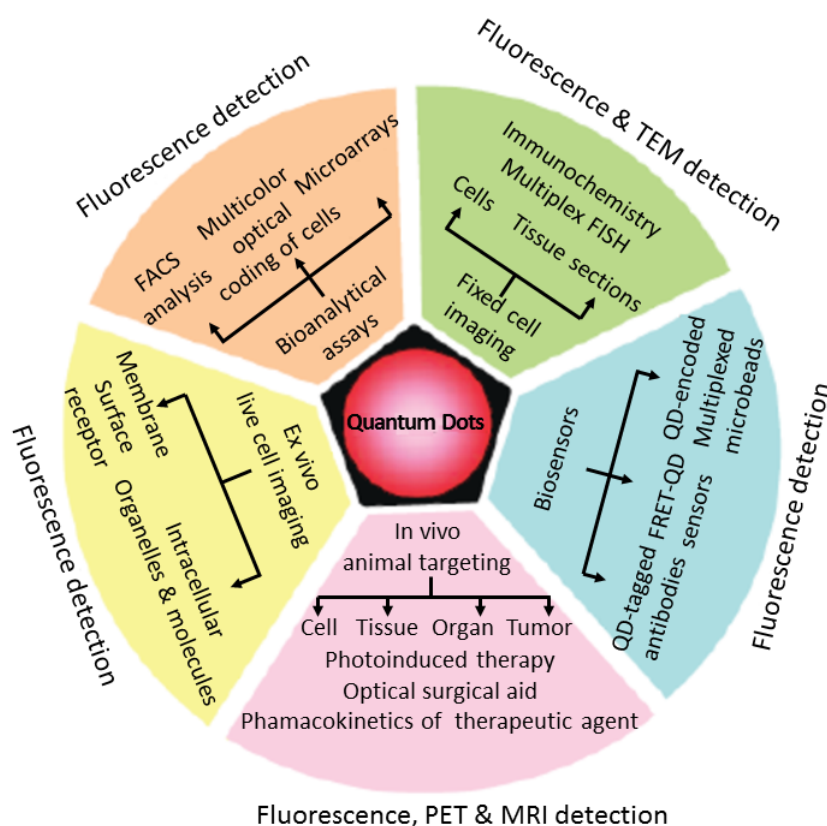 Fluorescence detection
FACS
analysis
Multicolor
optical
coding of cells
Microarrays
Bioanalytical
assays
Fluorescence & TEM detection
Immunochemistry
Multiplex FISH
Cells
Tissue sections
Fixed cell
imaging
Fluorescence detection
QD-encoded
Multiplexed
microbeads
Biosensors
FRET-QD
sensors
QD-tagged
antibodies
Quantum Dots
Fluorescence detection
Membrane
Surface
receptor
Ex vivo
live cell imaging
Intracellular
Organelles & molecules
In vivo
animal targeting
Cell Tissue Organ Tumor
Photoinduced therapy
Optical surgical aid
Phamacokinetics of therapeutic agent
Fluorescence, PET & MRI detection